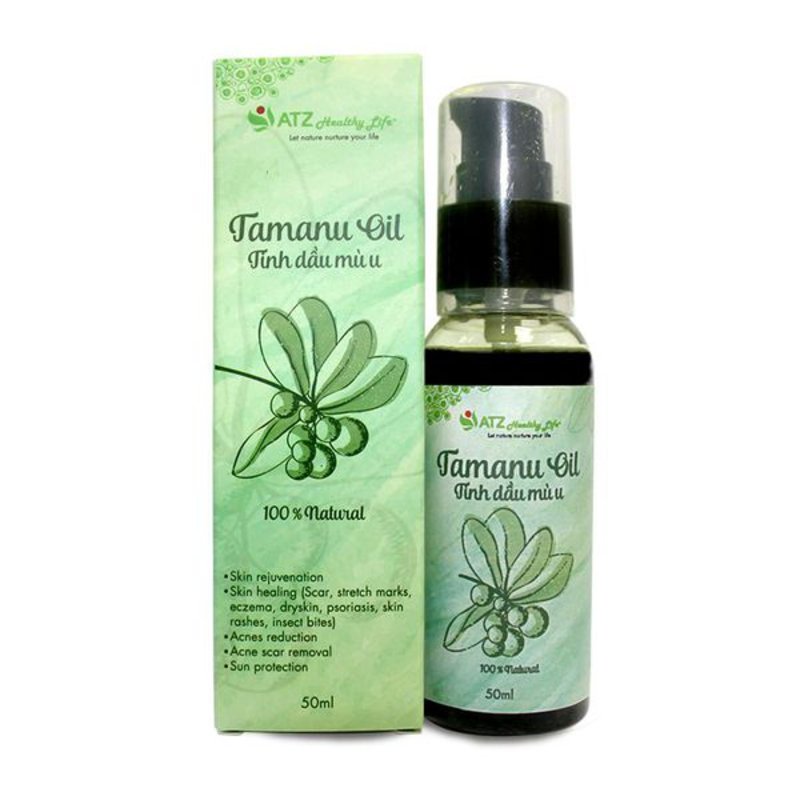 ATZ Healthy Life™
Let nature nurture your life
Tamanu Oil
Tinh dầu mù u
100 % Natural
• Skin rejuvenation
• Skin healing (Scar, stretch marks,
eczema, dryskin, psoriasis, skin
rashes, insect bites)
• Acnes reduction
• Acne scar removal
• Sun protection
50ml
ATZ Healthy Life™
Let nature nurture your life
Tamanu Oil
Tinh dầu mù u
100 % Natural
50ml